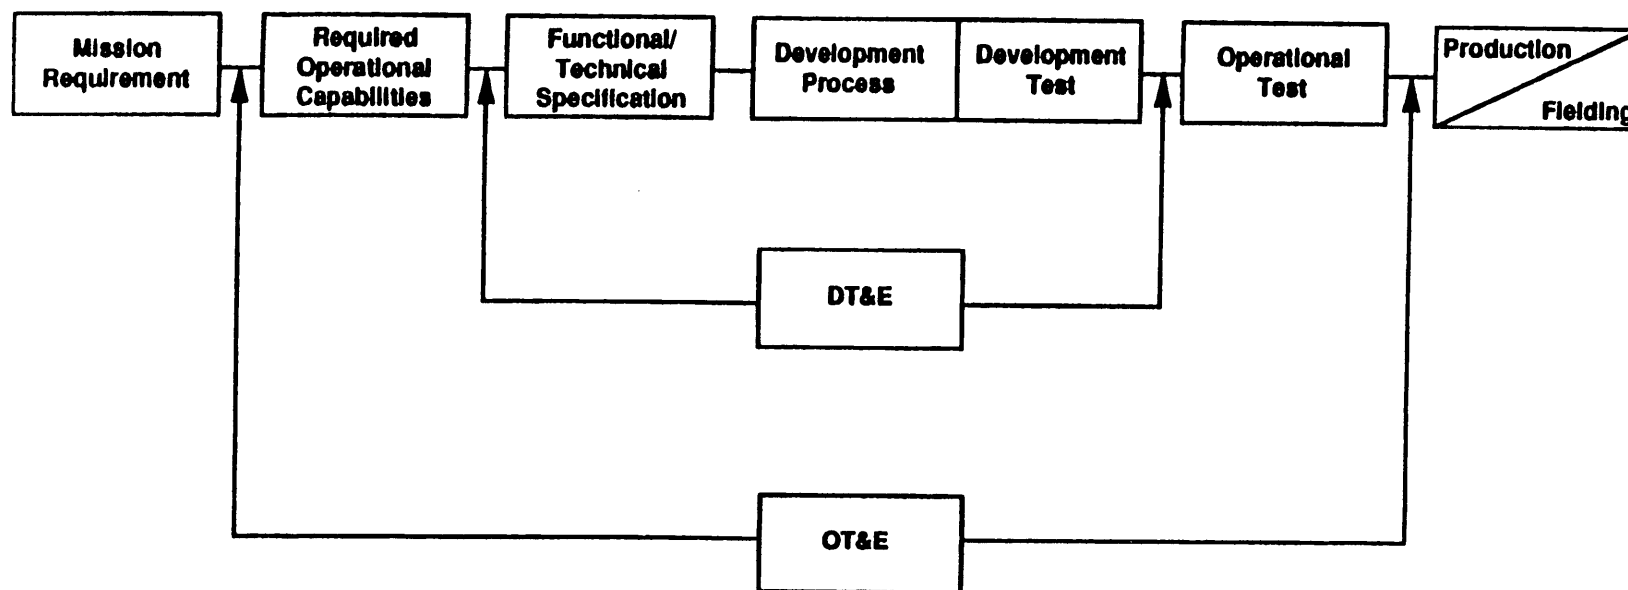 Mission
Requirement
Required
Operational
Capabilities
Functional/
Technical
Specification
Development
Process
Development
Test
Operational
Test
Production
Fielding
DT&E
OT&E